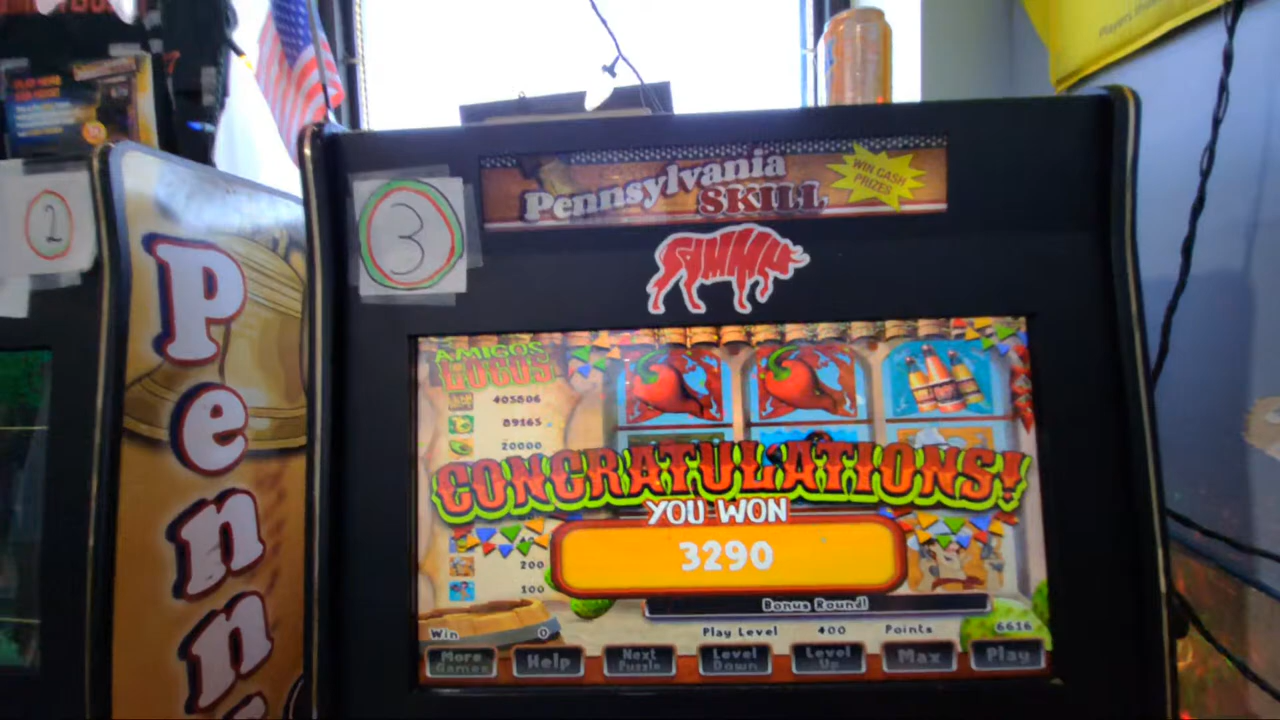 Pennsylvania
SKILL
WIN CASH
PRIZES
2
3
SAMMY
Penn
AMIGOS
LOCOS
405806
89165
20000
CONGRATULATIONS!
YOU WON
3290
200
100
Bonus Round!
Win 0 Play Level 400 Points 6616
More Games
Help
Next Puzzle
Level Down
Level Up
Max
Play